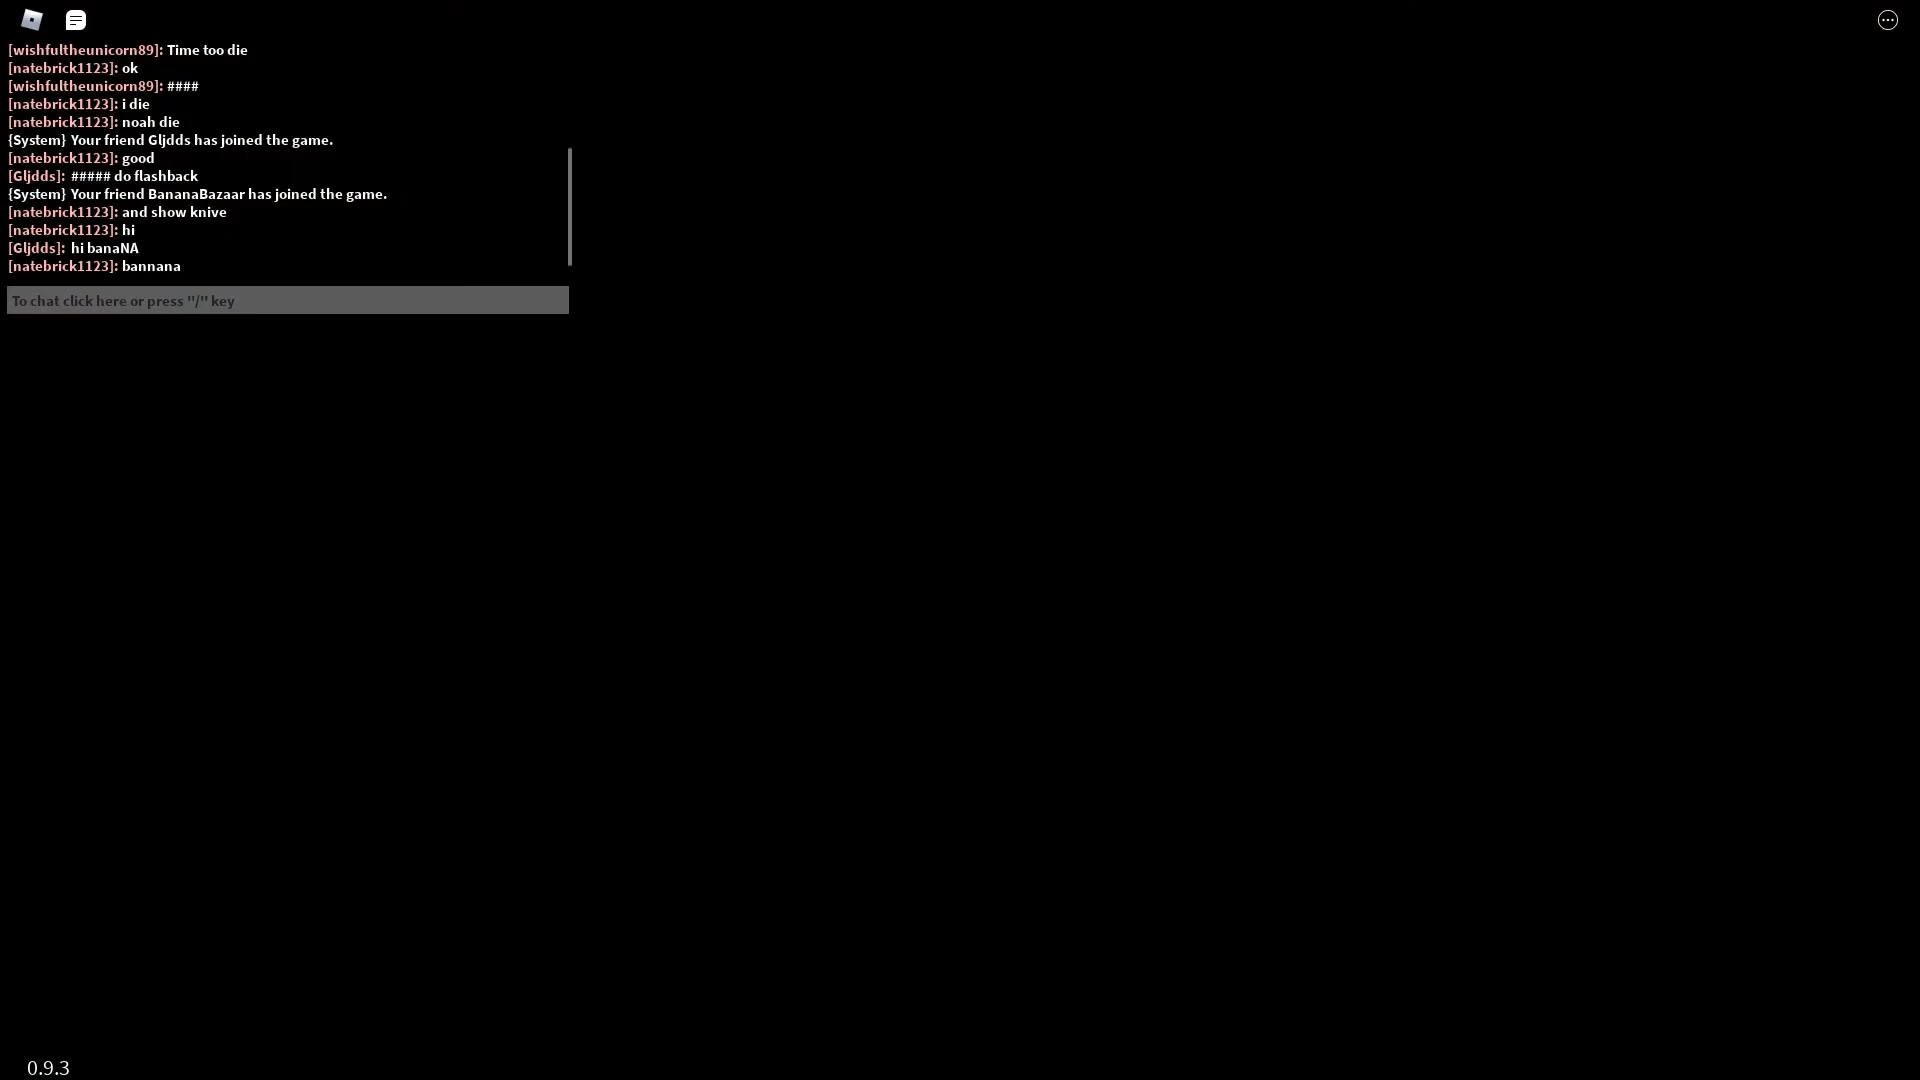 [wishfultheunicorn89]: Time too die
[natebrick1123]: ok
[wishfultheunicorn89]: ####
[natebrick1123]: i die
[natebrick1123]: noah die
{System} Your friend Gljdds has joined the game.
[natebrick1123]: good
[Gljdds]: ##### do flashback
{System} Your friend BananaBazaar has joined the game.
[natebrick1123]: and show knive
[natebrick1123]: hi
[Gljdds]: hi banaNA
[natebrick1123]: bannana
To chat click here or press "/" key
0.9.3